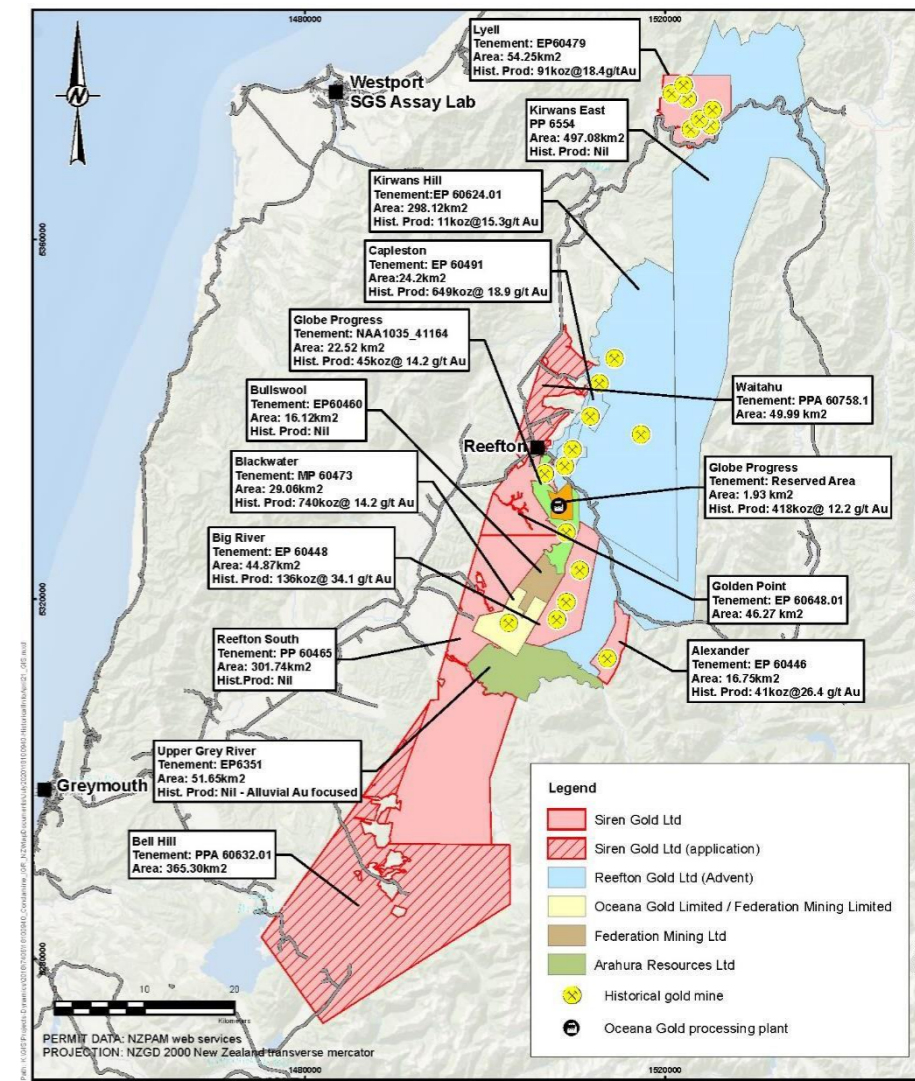 1480000
1520000
Lyell
Tenement: EP60479
Area: 54.25km2
Hist. Prod: 91koz@18.4g/tAu
N
Westport
SGS Assay Lab
Kirwans East
PP 6554
Area: 497.08km2
Hist. Prod: Nil
Kirwans Hill
Tenement:EP 60624.01
Area: 298.12km2
Hist. Prod: 11koz@15.3g/t Au
5360000
Capleston
Tenement: EP 60491
Area:24.2km2
Hist. Prod: 649koz@ 18.9 g/t Au
Globe Progress
Tenement: NAA1035_41164
Area: 22.52 km2
Hist. Prod: 45koz@ 14.2 g/t Au
Bullswool
Tenement: EP60460
Area: 16.12km2
Hist. Prod: Nil
Waitahu
Tenement: PPA 60758.1
Area: 49.99 km2
Reefton
Blackwater
Tenement: MP 60473
Area: 29.06km2
Hist. Prod: 740koz@ 14.2 g/t Au
Globe Progress
Tenement: Reserved Area
Area: 1.93 km2
Hist. Prod: 418koz@ 12.2 g/t Au
Big River
Tenement: EP 60448
Area: 44.87km2
Hist. Prod: 136koz@ 34.1 g/t Au
Golden Point
Tenement: EP 60648.01
Area: 46.27 km2
5320000
Reefton South
Tenement: PP 60465
Area: 301.74km2
Hist.Prod: Nil
Alexander
Tenement: EP 60446
Area: 16.75km2
Hist. Prod: 41koz@26.4 g/t Au
Upper Grey River
Tenement: EP6351
Area: 51.65km2
Hist. Prod: Nil - Alluvial Au focused
Greymouth
Bell Hill
Tenement: PPA 60632.01
Area: 365.30km2
Legend
Siren Gold Ltd
Siren Gold Ltd (application)
Reefton Gold Ltd (Advent)
Oceana Gold Limited / Federation Mining Limited
Federation Mining Ltd
Arahura Resources Ltd
Historical gold mine
Oceana Gold processing plant
5280000
10
20
Kilometers
PERMIT DATA: NZPAM web services
PROJECTION: NZGD 2000 New Zealand transverse mercator
1480000
1520000